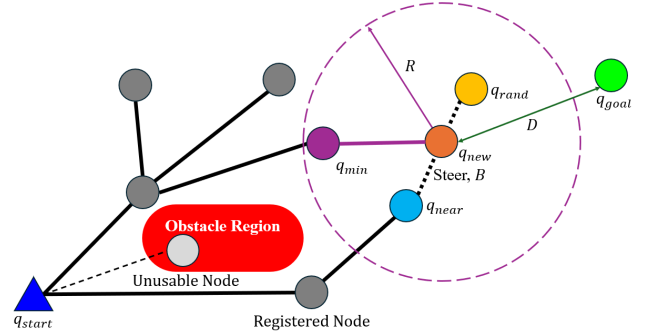 R
q_rand
q_goal
D
q_new
q_min
Steer, B
q_near
Obstacle Region
Unusable Node
q_start
Registered Node